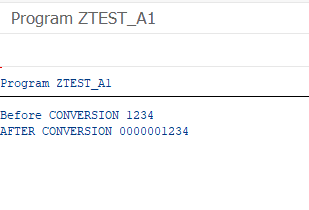 Program ZTEST_A1
Program ZTEST_A1
Before CONVERSION 1234
AFTER CONVERSION 0000001234